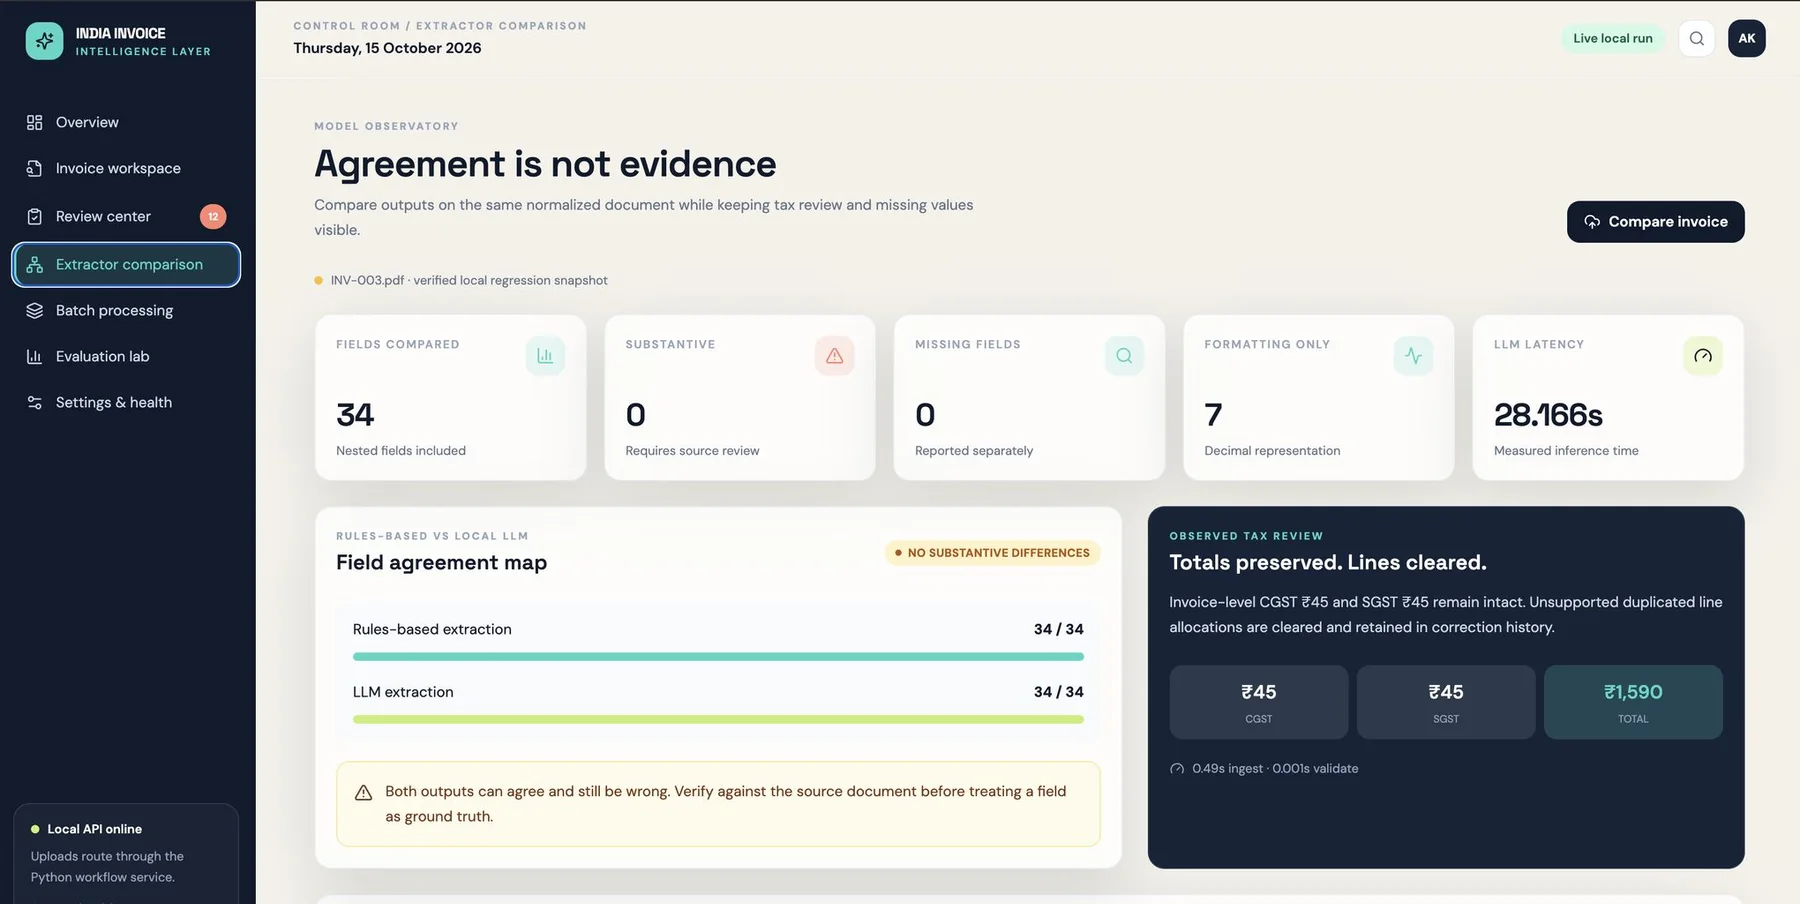 INDIA INVOICE
INTELLIGENCE LAYER
Overview
Invoice workspace
Review center
12
Extractor comparison
Batch processing
Evaluation lab
Settings & health
Local API online
Uploads route through the
Python workflow service.
CONTROL ROOM / EXTRACTOR COMPARISON
Thursday, 15 October 2026
Live local run
AK
MODEL OBSERVATORY
Agreement is not evidence
Compare outputs on the same normalized document while keeping tax review and missing values
visible.
Compare invoice
INV-003.pdf · verified local regression snapshot
FIELDS COMPARED
34
Nested fields included
SUBSTANTIVE
0
Requires source review
MISSING FIELDS
0
Reported separately
FORMATTING ONLY
7
Decimal representation
LLM LATENCY
28.166s
Measured inference time
RULES-BASED VS LOCAL LLM
Field agreement map
NO SUBSTANTIVE DIFFERENCES
Rules-based extraction
34 / 34
LLM extraction
34 / 34
Both outputs can agree and still be wrong. Verify against the source document before treating a field
as ground truth.
OBSERVED TAX REVIEW
Totals preserved. Lines cleared.
Invoice-level CGST ₹45 and SGST ₹45 remain intact. Unsupported duplicated line
allocations are cleared and retained in correction history.
₹45
CGST
₹45
SGST
₹1,590
TOTAL
0.49s ingest · 0.001s validate